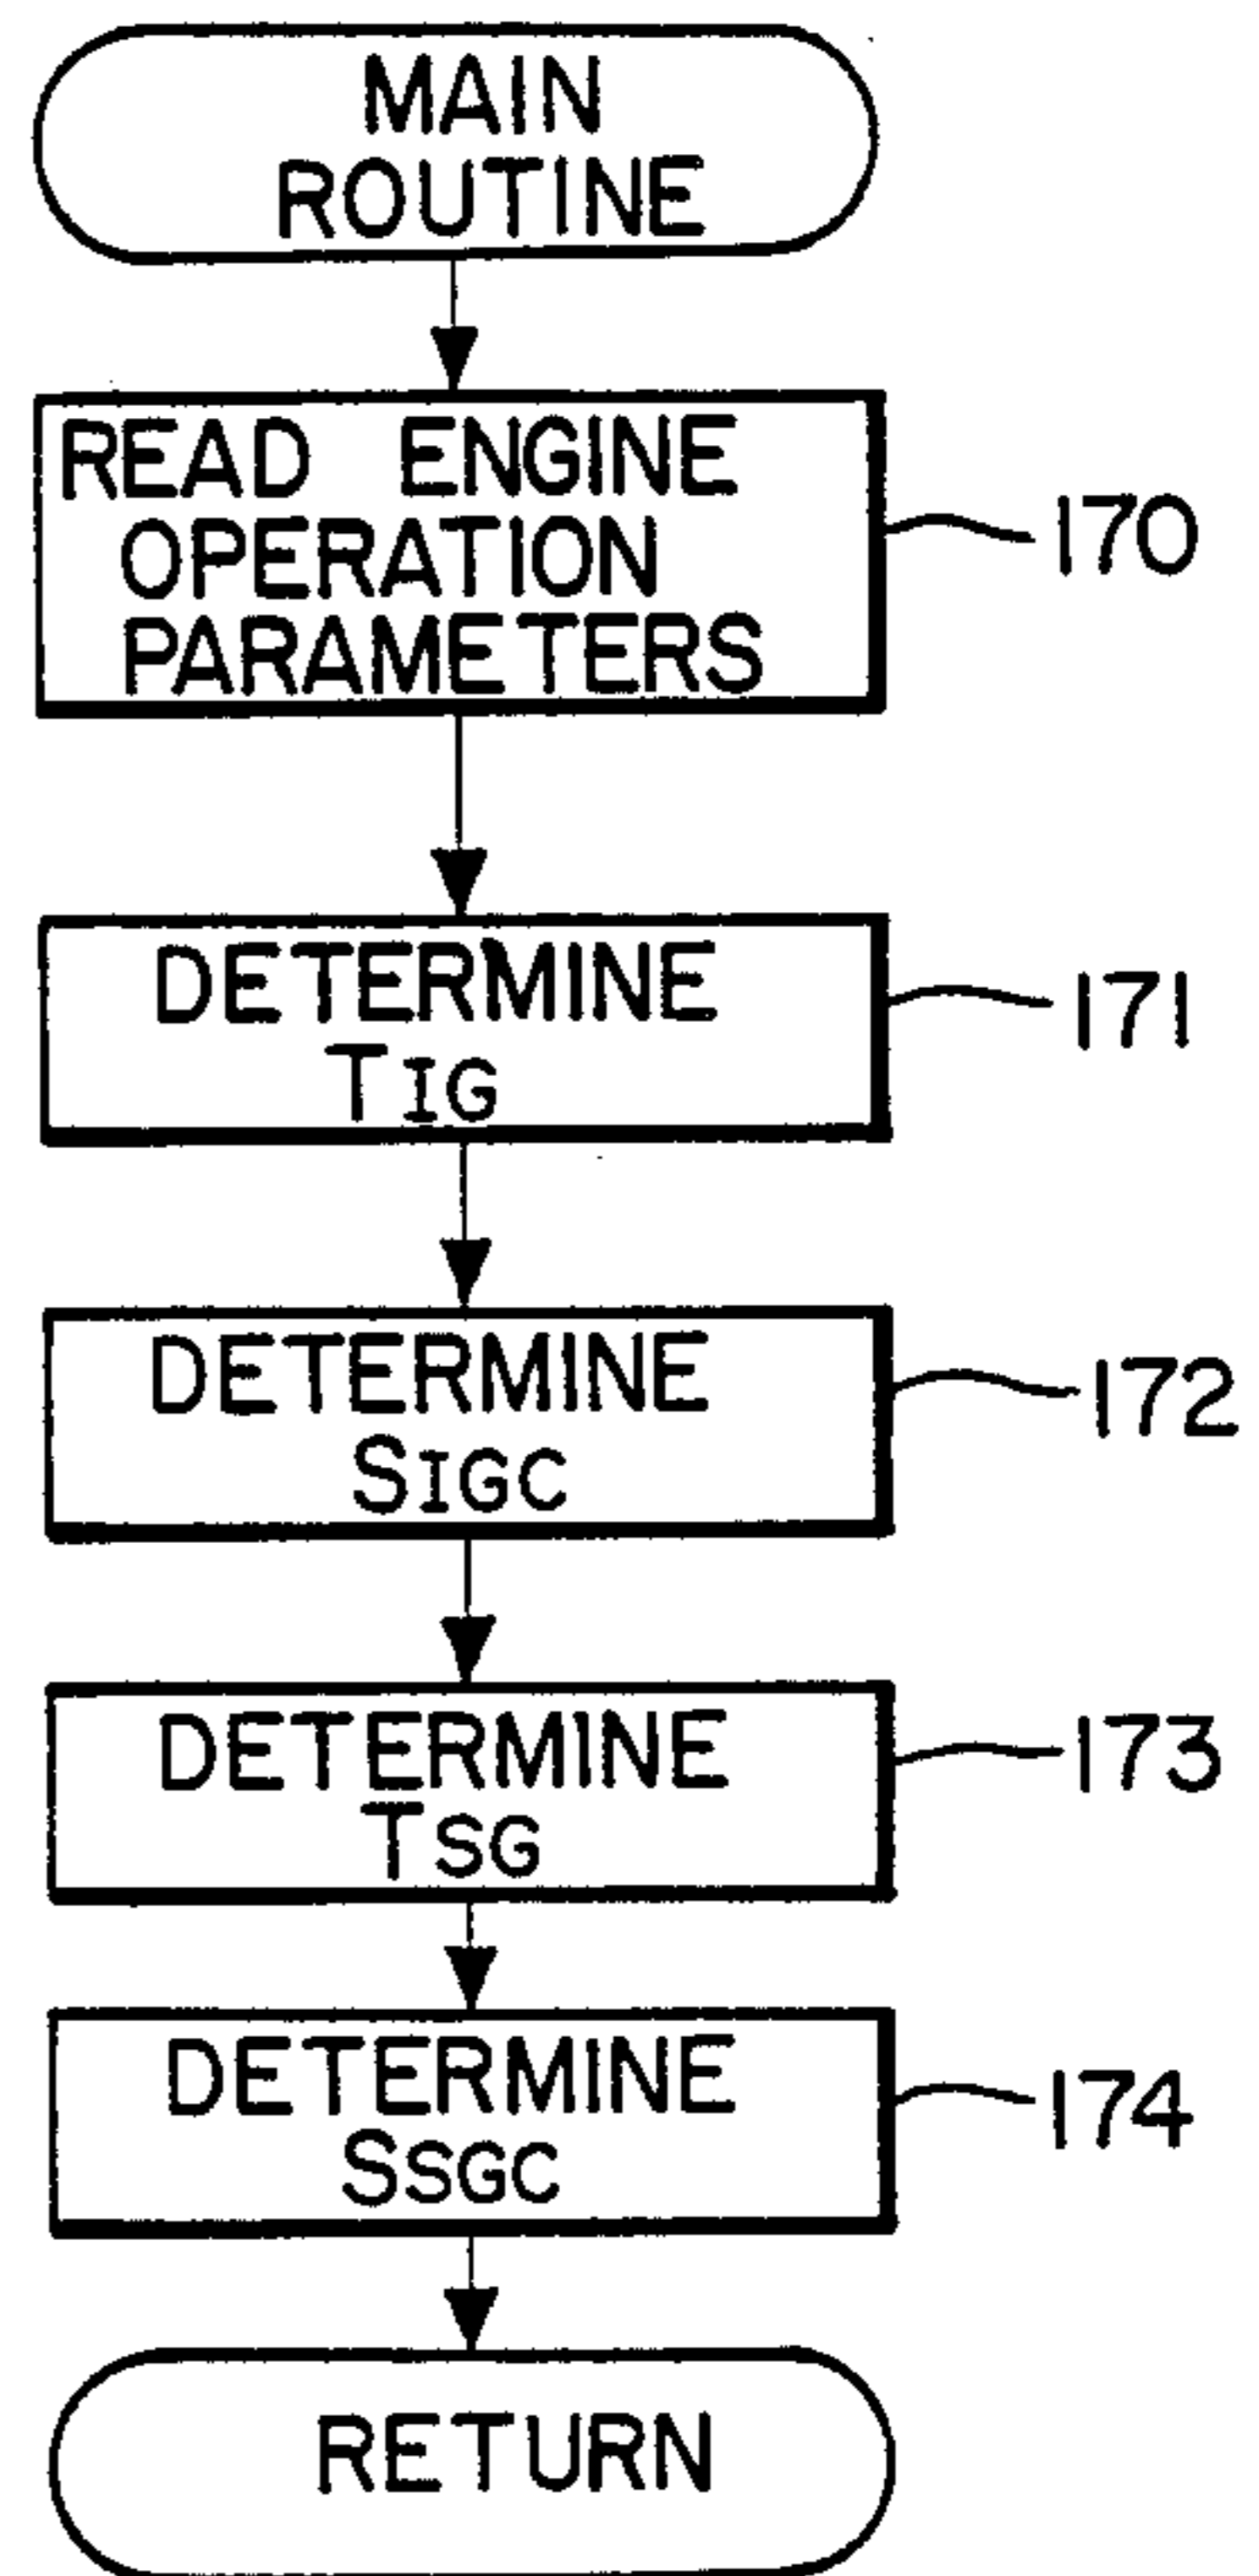 MAIN
ROUTINE
READ ENGINE
OPERATION
PARAMETERS
170
DETERMINE
TIG
171
DETERMINE
SIGC
172
DETERMINE
TSG
173
DETERMINE
SSGC
174
RETURN